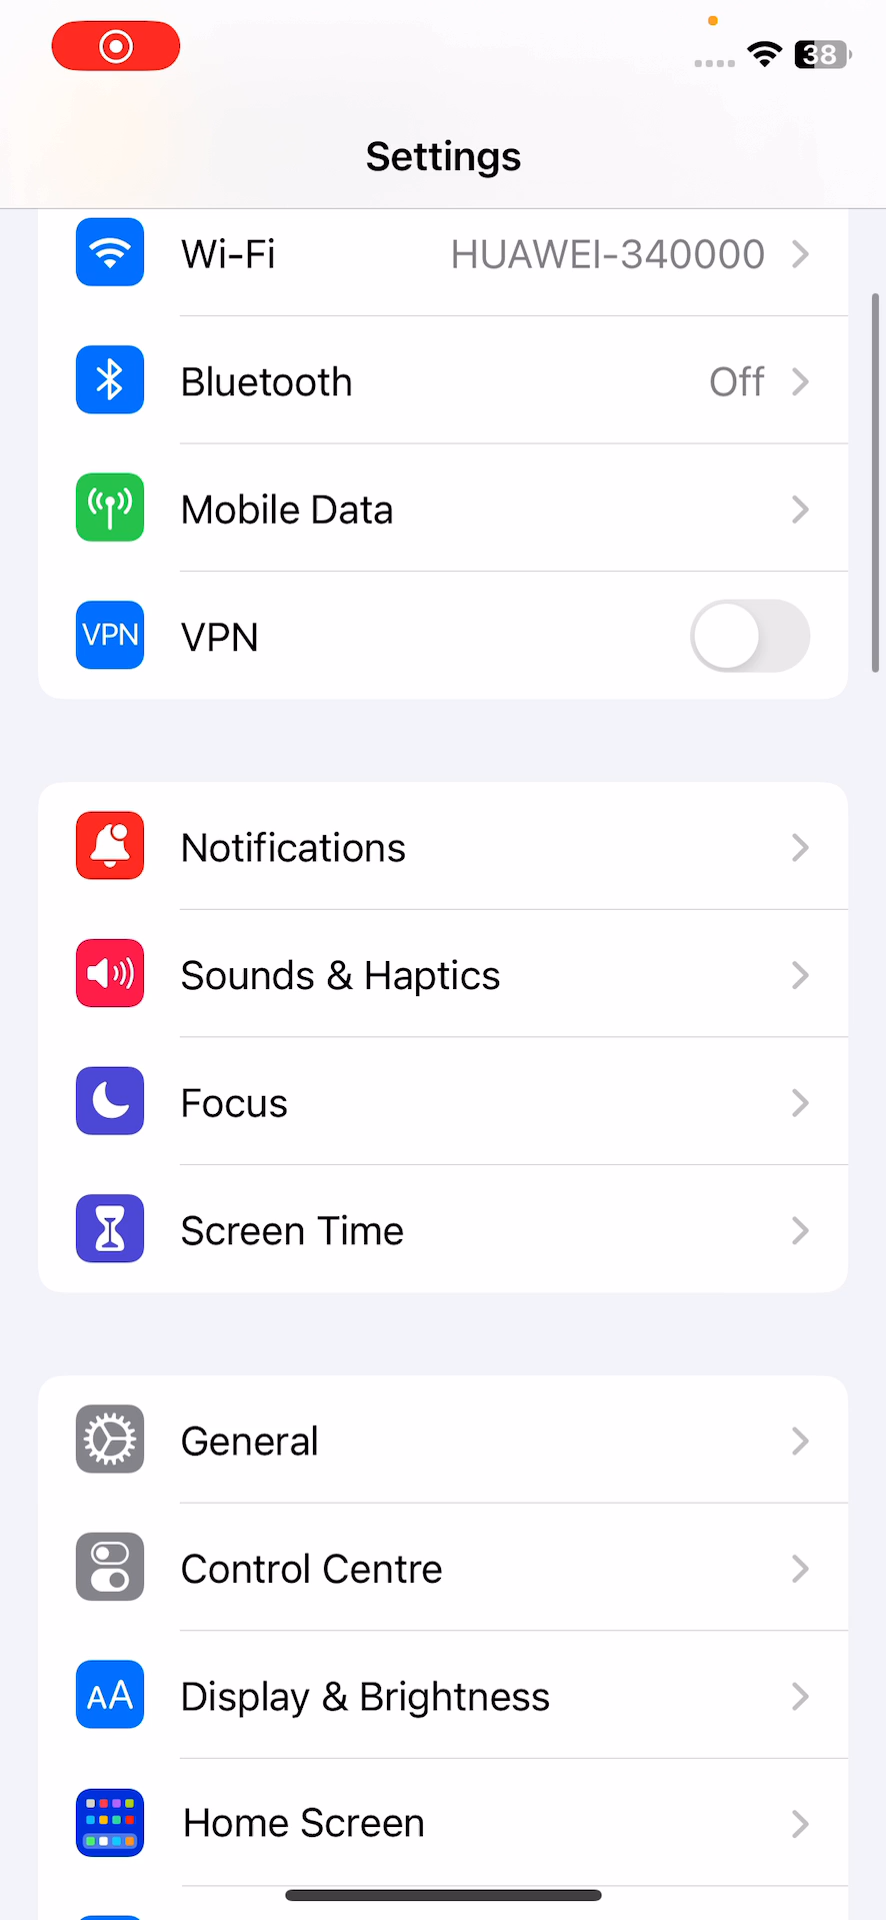 38
Settings
Wi-Fi HUAWEI-340000
Bluetooth Off
Mobile Data
VPN VPN
Notifications
Sounds & Haptics
Focus
Screen Time
General
Control Centre
AA Display & Brightness
Home Screen